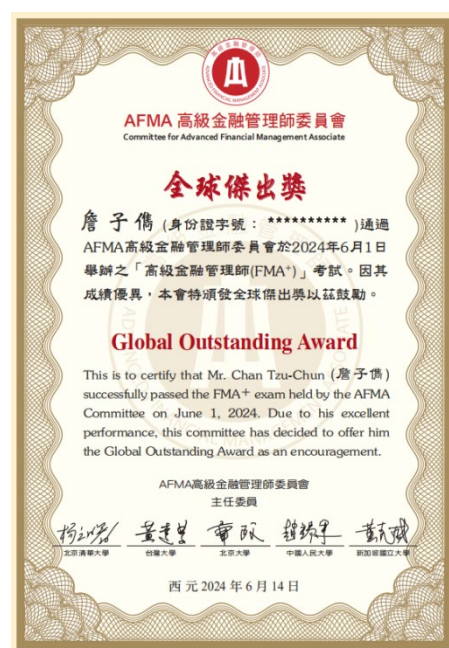 AFMA 高級金融管理師委員會
Committee for Advanced Financial Management Associate
全球傑出獎
詹子儁 (身份證字號： ********** )通過
AFMA高級金融管理師委員會於2024年6月1日
舉辦之「高級金融管理師(FMA⁺)」考試。因其
成績優異，本會特頒發全球傑出獎以茲鼓勵。
Global Outstanding Award
This is to certify that Mr. Chan Tzu-Chun (詹子儁)
successfully passed the FMA+ exam held by the AFMA
Committee on June 1, 2024. Due to his excellent
performance, this committee has decided to offer him
the Global Outstanding Award as an encouragement.
AFMA高級金融管理師委員會
主任委員
北京清華大學 台灣大學 北京大學 中國人民大學 新加坡國立大學
西元 2024 年 6 月 14 日